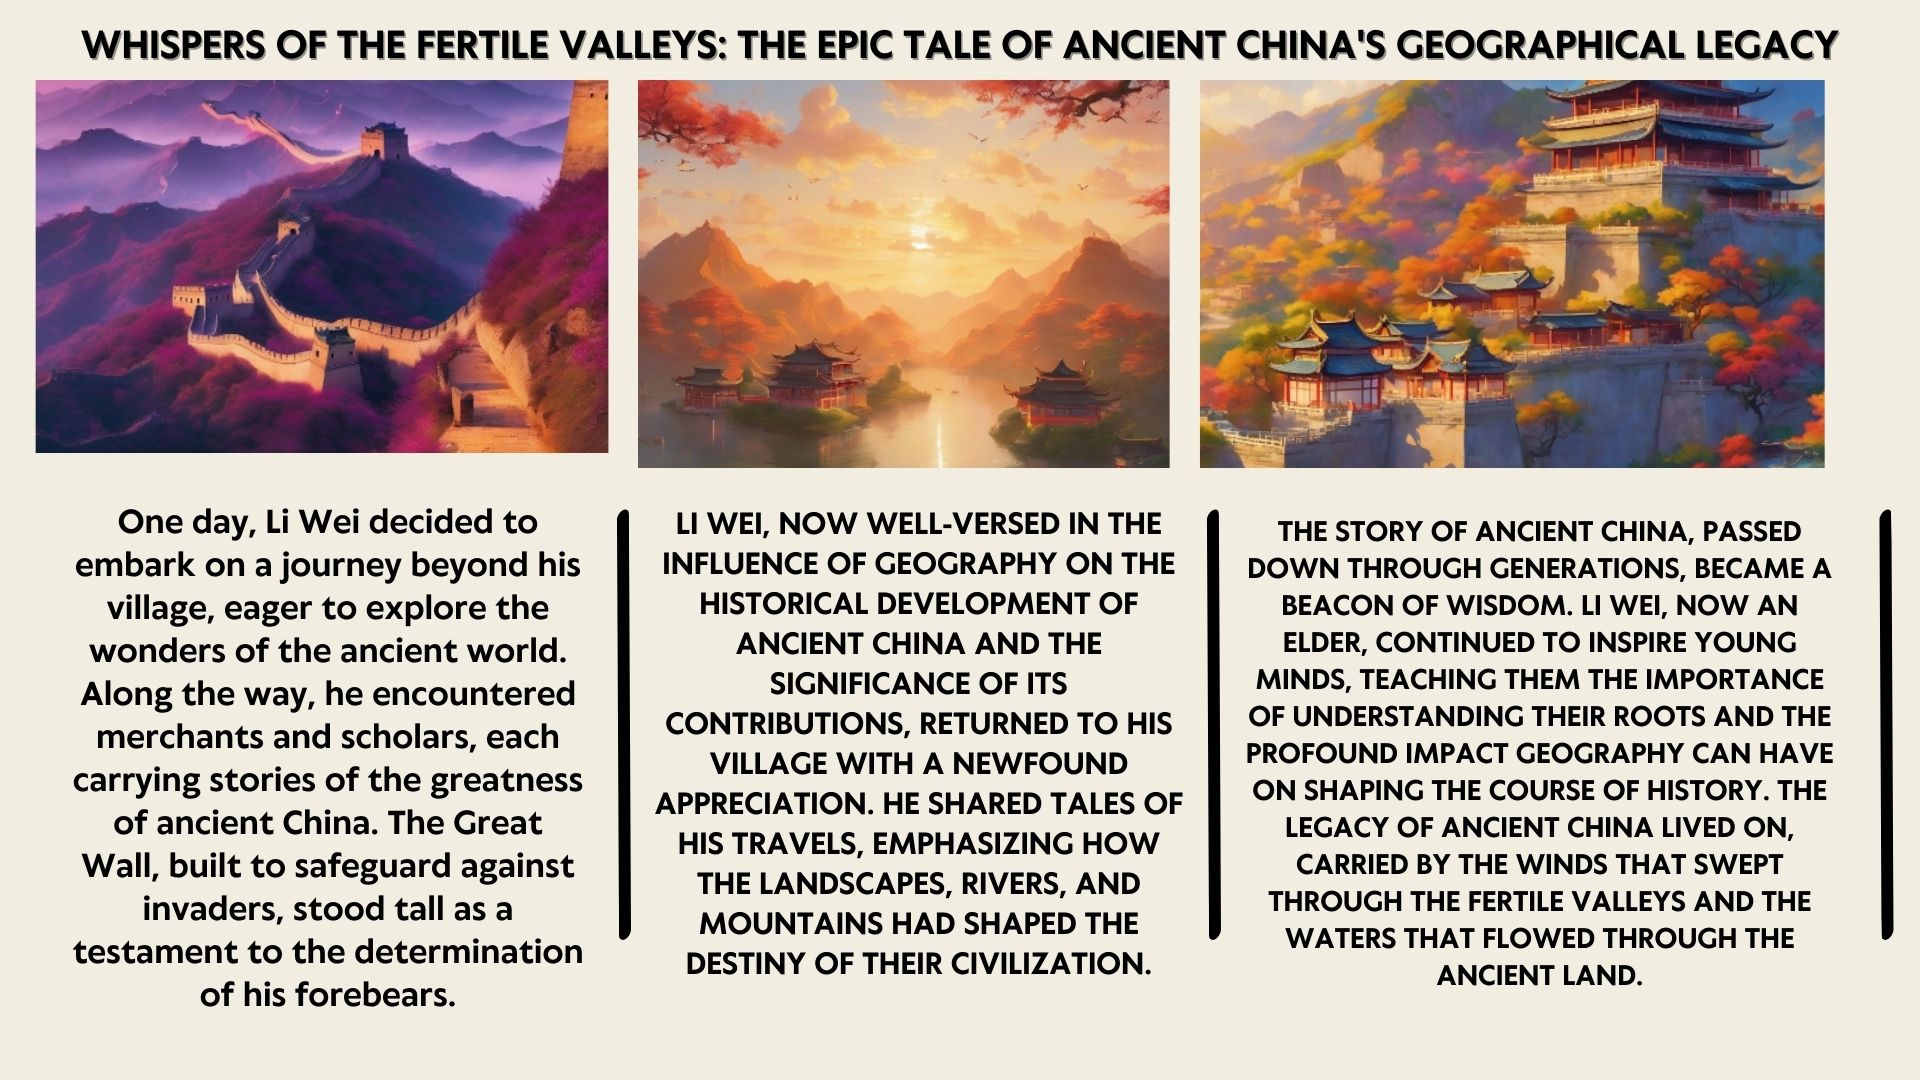 WHISPERS OF THE FERTILE VALLEYS: THE EPIC TALE OF ANCIENT CHINA'S GEOGRAPHICAL LEGACY
One day, Li Wei decided to
embark on a journey beyond his
village, eager to explore the
wonders of the ancient world.
Along the way, he encountered
merchants and scholars, each
carrying stories of the greatness
of ancient China. The Great
Wall, built to safeguard against
invaders, stood tall as a
testament to the determination
of his forebears.
LI WEI, NOW WELL-VERSED IN THE
INFLUENCE OF GEOGRAPHY ON THE
HISTORICAL DEVELOPMENT OF
ANCIENT CHINA AND THE
SIGNIFICANCE OF ITS
CONTRIBUTIONS, RETURNED TO HIS
VILLAGE WITH A NEWFOUND
APPRECIATION. HE SHARED TALES OF
HIS TRAVELS, EMPHASIZING HOW
THE LANDSCAPES, RIVERS, AND
MOUNTAINS HAD SHAPED THE
DESTINY OF THEIR CIVILIZATION.
THE STORY OF ANCIENT CHINA, PASSED
DOWN THROUGH GENERATIONS, BECAME A
BEACON OF WISDOM. LI WEI, NOW AN
ELDER, CONTINUED TO INSPIRE YOUNG
MINDS, TEACHING THEM THE IMPORTANCE
OF UNDERSTANDING THEIR ROOTS AND THE
PROFOUND IMPACT GEOGRAPHY CAN HAVE
ON SHAPING THE COURSE OF HISTORY. THE
LEGACY OF ANCIENT CHINA LIVED ON,
CARRIED BY THE WINDS THAT SWEPT
THROUGH THE FERTILE VALLEYS AND THE
WATERS THAT FLOWED THROUGH THE
ANCIENT LAND.